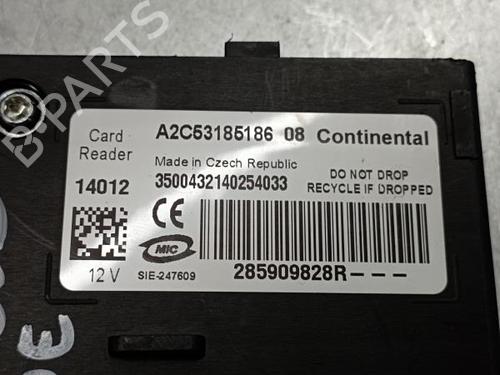 B-PARTS
Card Reader
A2C53185186 08 Continental
Made in Czech Republic
14012
3500432140254033
DO NOT DROP
RECYCLE IF DROPPED
CE
MIC
12 V
SIE-247609
285909828R---